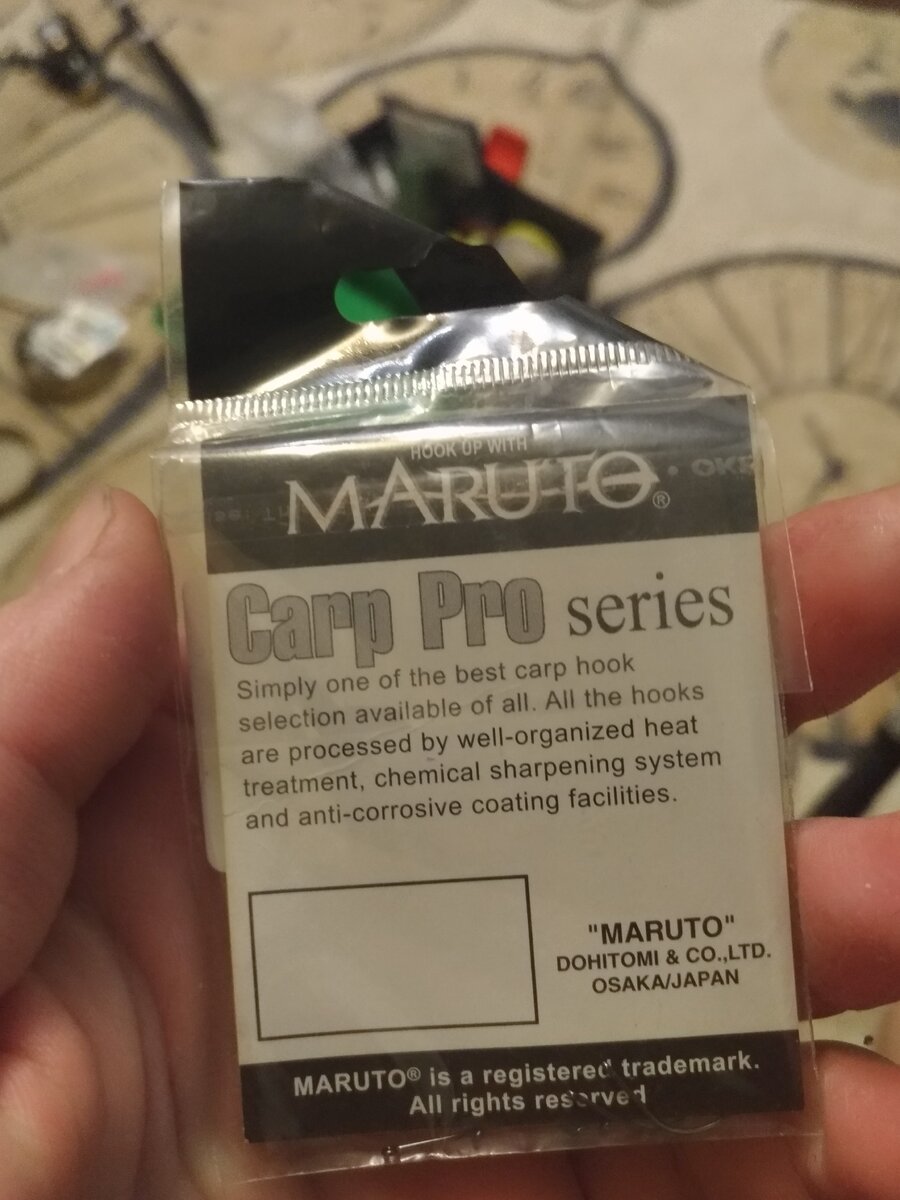 HOOK UP WITH
MARUTO®
Carp Pro series
Simply one of the best carp hook
selection available of all. All the hooks
are processed by well-organized heat
treatment, chemical sharpening system
and anti-corrosive coating facilities.
"MARUTO"
DOHITOMI & CO.,LTD.
OSAKA/JAPAN
MARUTO® is a registered trademark.
All rights reserved